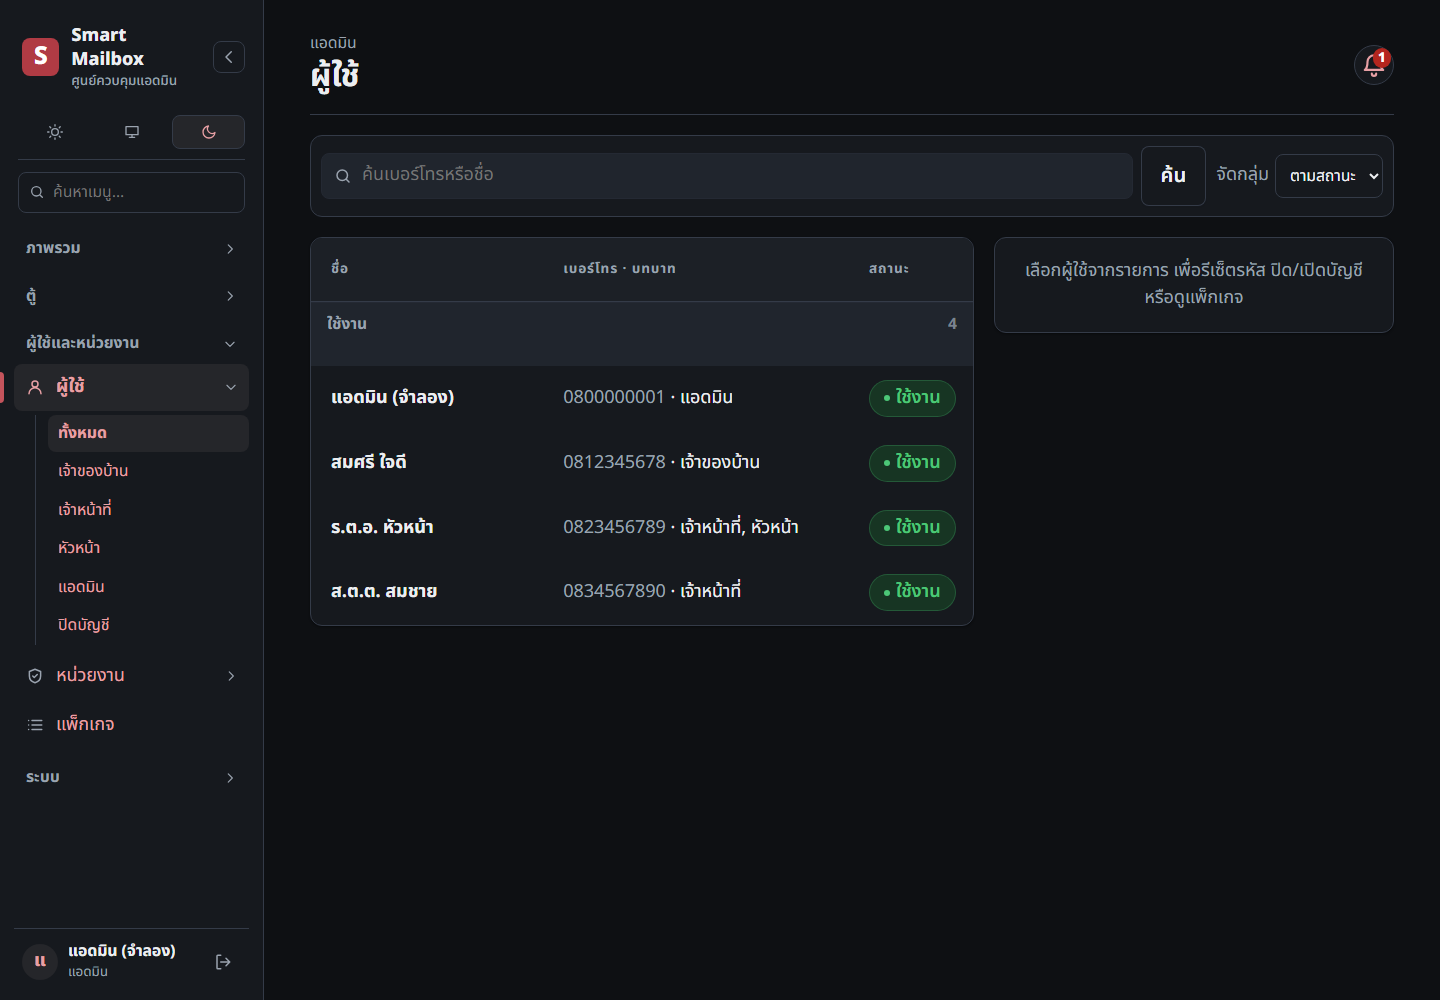 S
Smart
Mailbox
ศูนย์ควบคุมแอดมิน
ค้นหาเมนู...
ภาพรวม
ตู้
ผู้ใช้และหน่วยงาน
ผู้ใช้
ทั้งหมด
เจ้าของบ้าน
เจ้าหน้าที่
หัวหน้า
แอดมิน
ปิดบัญชี
หน่วยงาน
แพ็กเกจ
ระบบ
แ
แอดมิน (จำลอง)
แอดมิน
แอดมิน
ผู้ใช้
1
ค้นเบอร์โทรหรือชื่อ
ค้น
จัดกลุ่ม
ตามสถานะ
ชื่อ เบอร์โทร · บทบาท สถานะ
ใช้งาน 4
แอดมิน (จำลอง) 0800000001 · แอดมิน ใช้งาน
สมศรี ใจดี 0812345678 · เจ้าของบ้าน ใช้งาน
ร.ต.อ. หัวหน้า 0823456789 · เจ้าหน้าที่, หัวหน้า ใช้งาน
ส.ต.ต. สมชาย 0834567890 · เจ้าหน้าที่ ใช้งาน
เลือกผู้ใช้จากรายการ เพื่อรีเซ็ตรหัส ปิด/เปิดบัญชี
หรือดูแพ็กเกจ